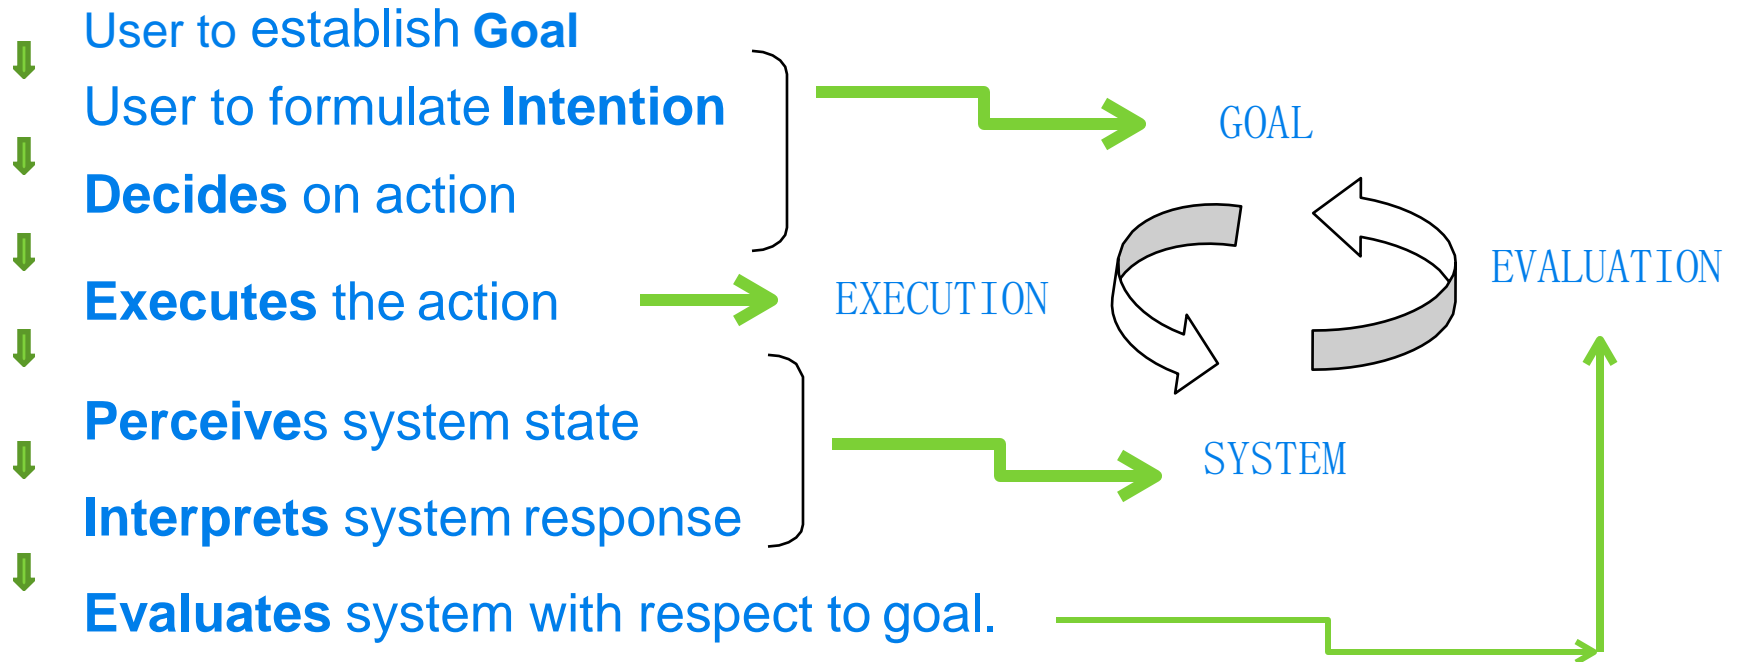 User to establish Goal
User to formulate Intention
Decides on action
Executes the action
Perceives system state
Interprets system response
Evaluates system with respect to goal.
GOAL
EXECUTION
EVALUATION
SYSTEM